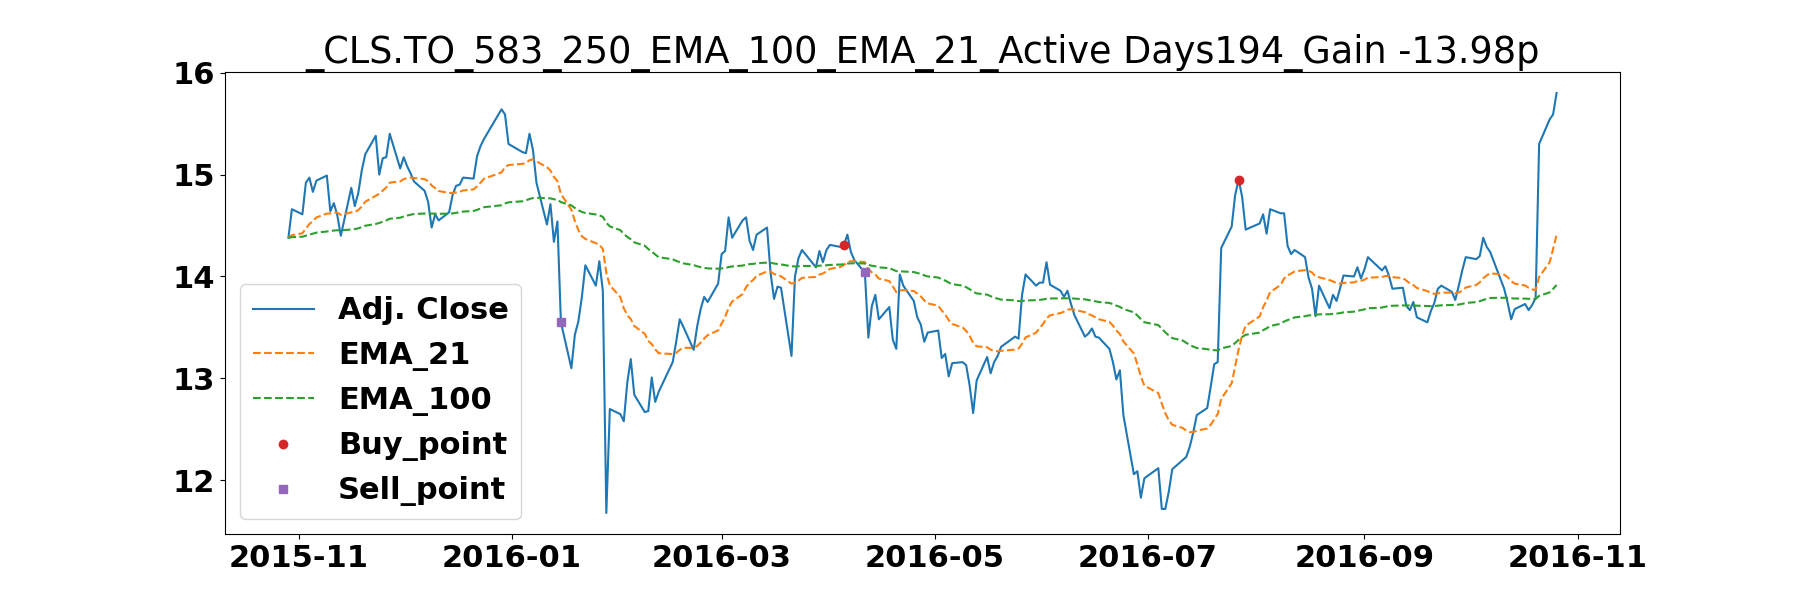 _CLS.TO_583_250_EMA_100_EMA_21_Active Days194_Gain -13.98p
16
15
14
13
12
Adj. Close
EMA_21
EMA_100
Buy_point
Sell_point
2015-11 2016-01 2016-03 2016-05 2016-07 2016-09 2016-11